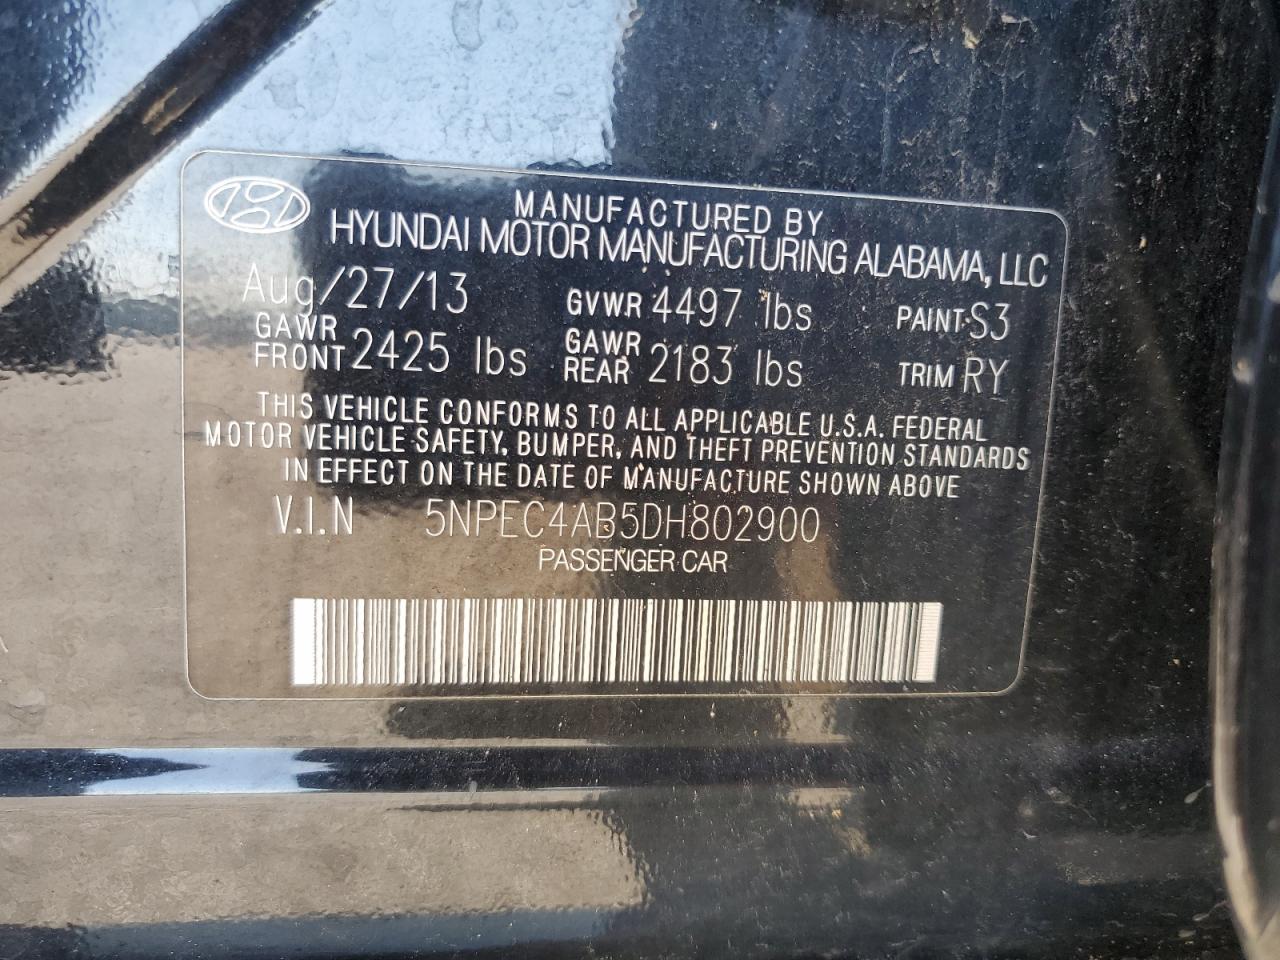 MANUFACTURED BY
HYUNDAI MOTOR MANUFACTURING ALABAMA, LLC
Aug/27/13 GVWR 4497 lbs PAINT S3
GAWR FRONT 2425 lbs GAWR REAR 2183 lbs TRIM RY
THIS VEHICLE CONFORMS TO ALL APPLICABLE U.S.A. FEDERAL
MOTOR VEHICLE SAFETY, BUMPER, AND THEFT PREVENTION STANDARDS
IN EFFECT ON THE DATE OF MANUFACTURE SHOWN ABOVE
V.I.N 5NPEC4AB5DH802900
PASSENGER CAR